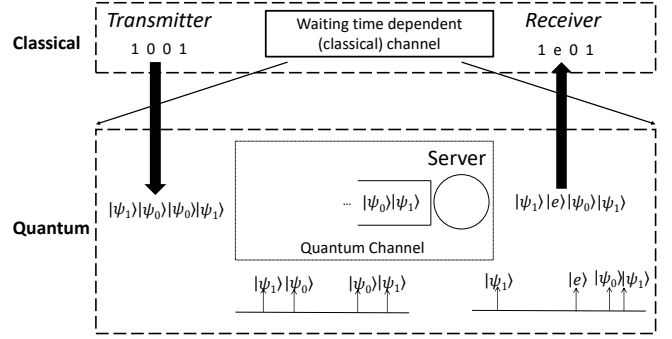 Transmitter
Waiting time dependent
(classical) channel
Receiver
Classical
1 0 0 1
1 e 0 1
Server
|ψ₁⟩|ψ₀⟩|ψ₀⟩|ψ₁⟩
... |ψ₀⟩|ψ₁⟩
|ψ₁⟩|e⟩|ψ₀⟩|ψ₁⟩
Quantum
Quantum Channel
|ψ₁⟩|ψ₀⟩ |ψ₀⟩|ψ₁⟩
|ψ₁⟩ |e⟩ |ψ₀⟩|ψ₁⟩